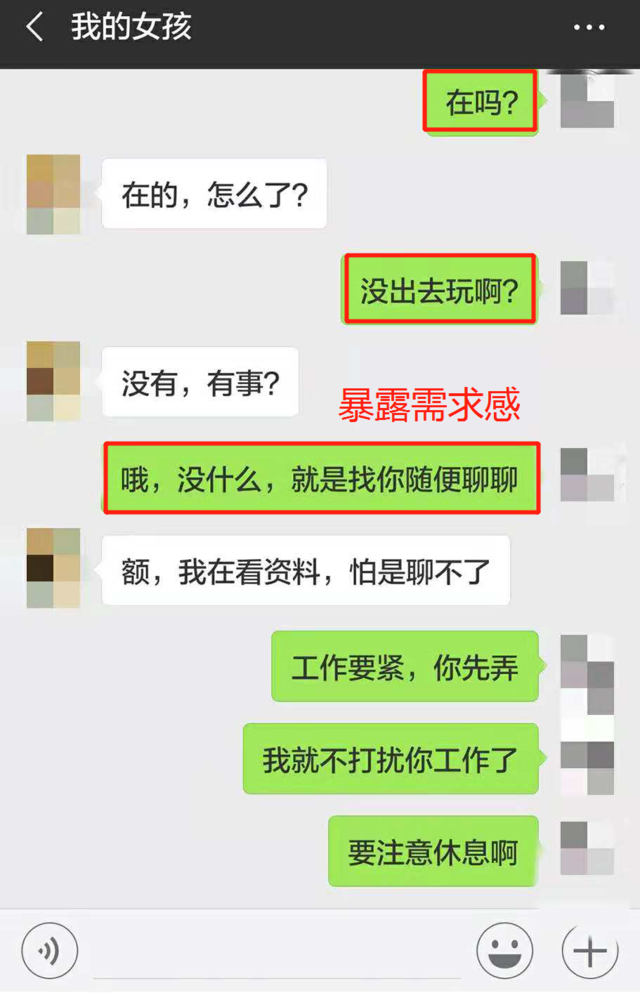 我的女孩
在吗?
在的，怎么了?
没出去玩啊?
没有，有事?
暴露需求感
哦，没什么，就是找你随便聊聊
额，我在看资料，怕是聊不了
工作要紧，你先弄
我就不打扰你工作了
要注意休息啊